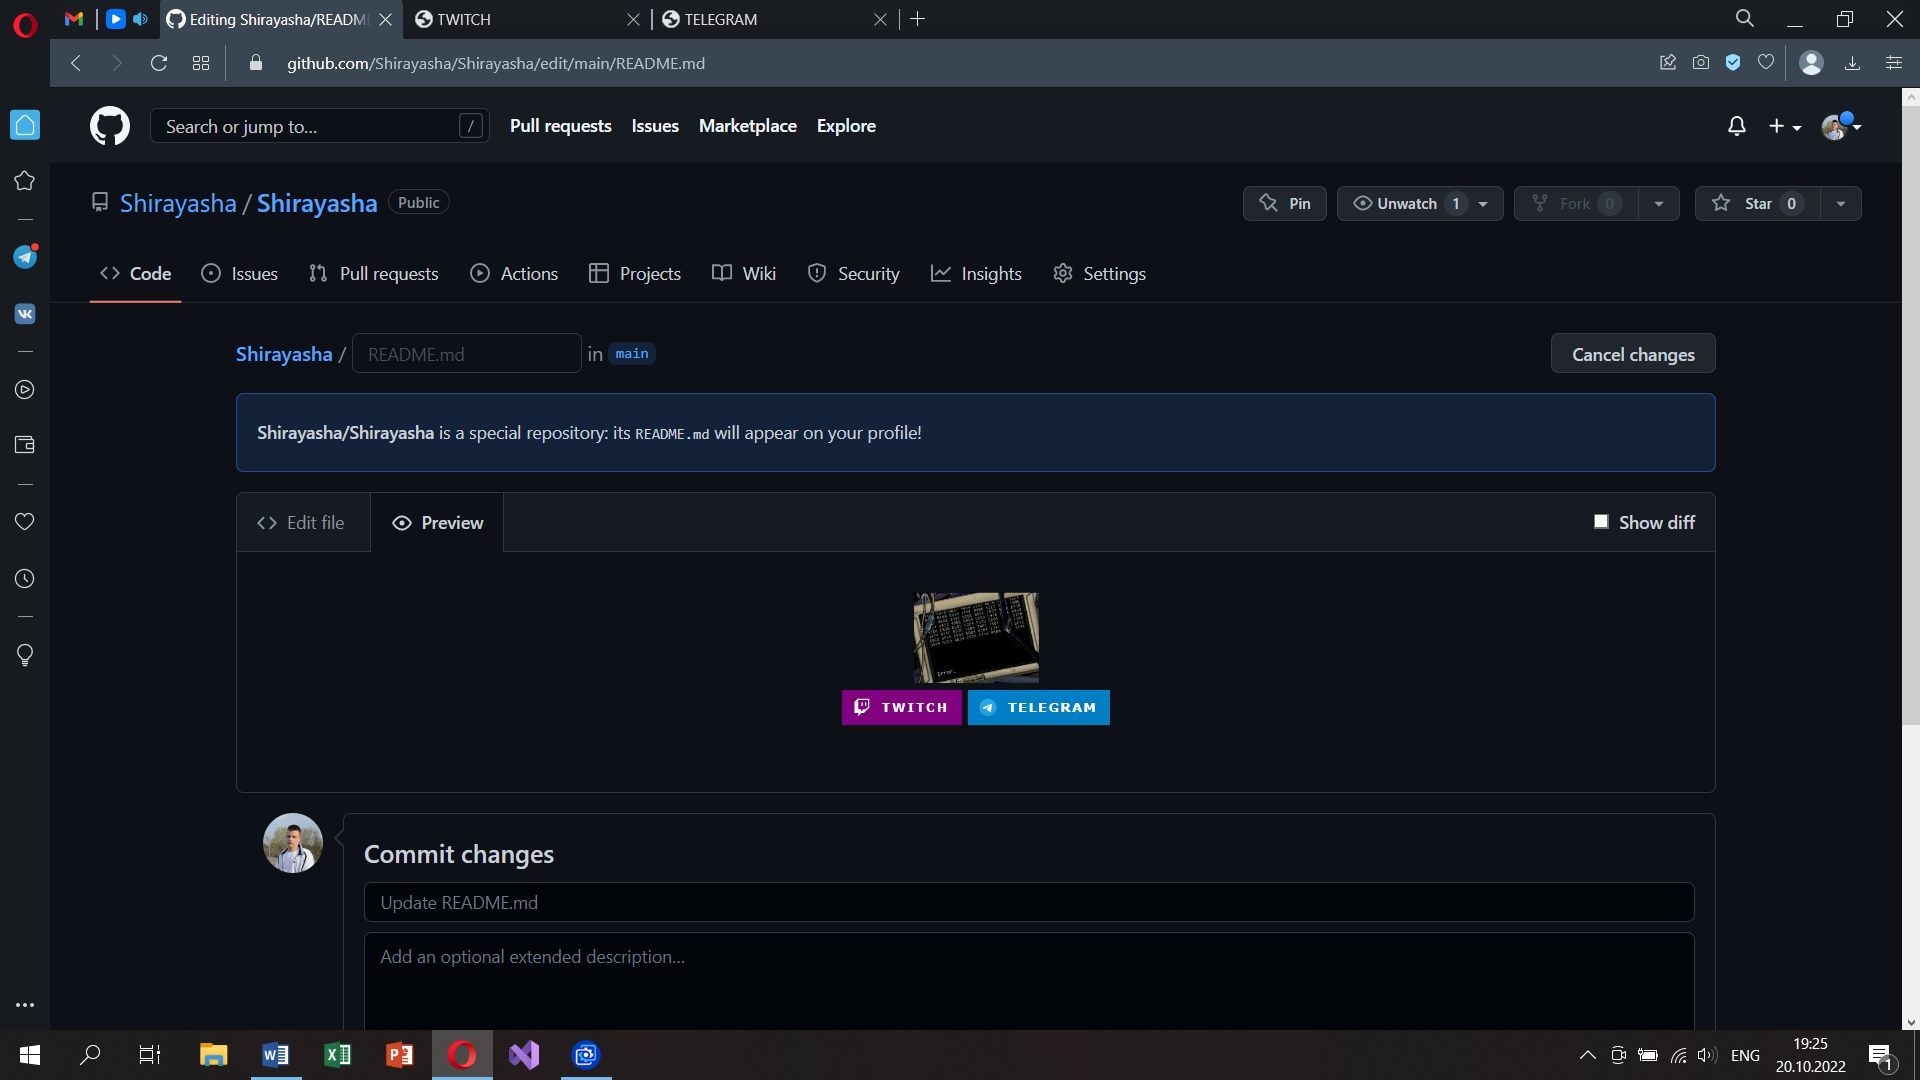 Editing Shirayasha/README
TWITCH
TELEGRAM
github.com/Shirayasha/Shirayasha/edit/main/README.md
Search or jump to...
/
Pull requests
Issues
Marketplace
Explore
Shirayasha / Shirayasha
Public
Pin
Unwatch 1
Fork 0
Star 0
Code
Issues
Pull requests
Actions
Projects
Wiki
Security
Insights
Settings
Shirayasha / README.md in main
Cancel changes
Shirayasha/Shirayasha is a special repository: its README.md will appear on your profile!
Edit file
Preview
Show diff
Error.
TWITCH
TELEGRAM
Commit changes
Update README.md
Add an optional extended description...
ENG
19:25
20.10.2022
1